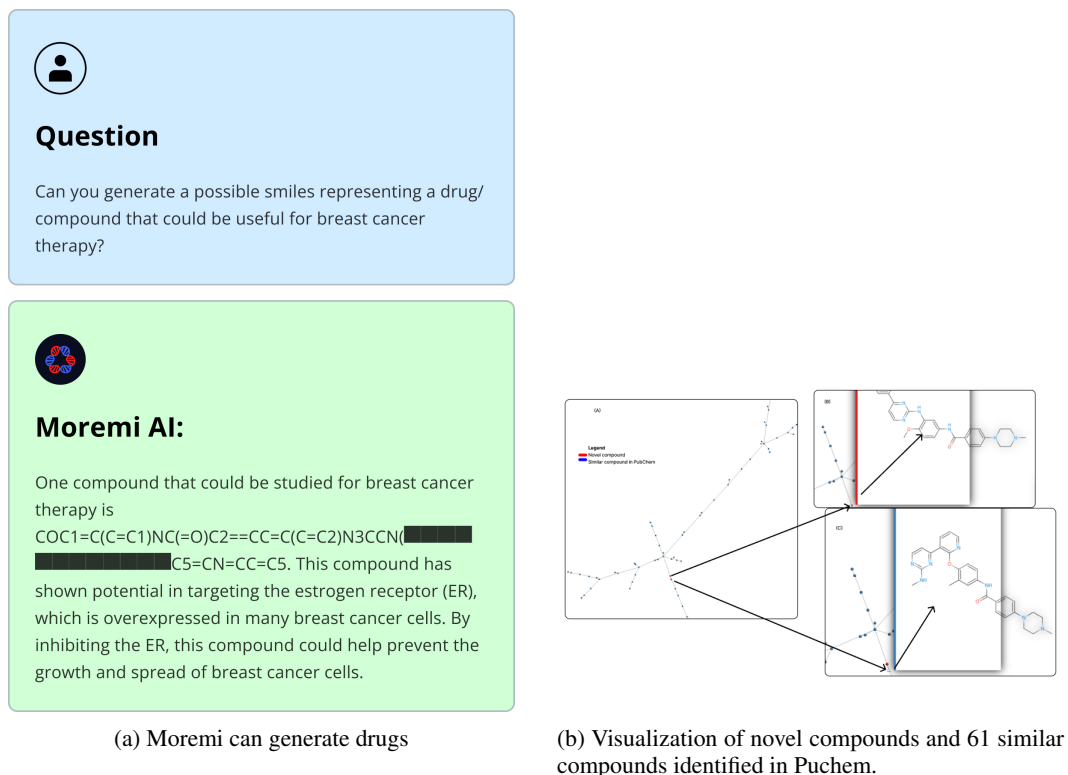 Question
Can you generate a possible smiles representing a drug/
compound that could be useful for breast cancer
therapy?
Moremi AI:
One compound that could be studied for breast cancer
therapy is
COC1=C(C=C1)NC(=O)C2==CC=C(C=C2)N3CCN(
C5=CN=CC=C5. This compound has
shown potential in targeting the estrogen receptor (ER),
which is overexpressed in many breast cancer cells. By
inhibiting the ER, this compound could help prevent the
growth and spread of breast cancer cells.
(a) Moremi can generate drugs
(A)
Legend
Novel compound
Similar compound in PubChem
(B)
(C)
(b) Visualization of novel compounds and 61 similar
compounds identified in Puchem.